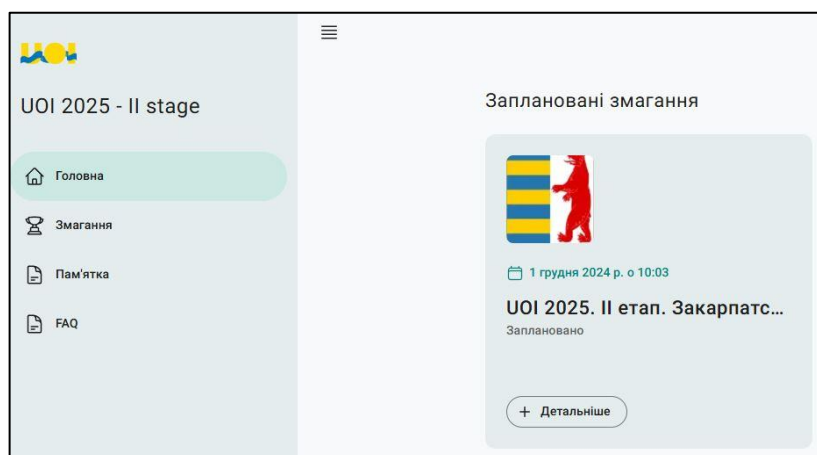 UOI
UOI 2025 - II stage
Головна
Змагання
Пам'ятка
FAQ
Заплановані змагання
1 грудня 2024 р. о 10:03
UOI 2025. II етап. Закарпатс...
Заплановано
+ Детальніше